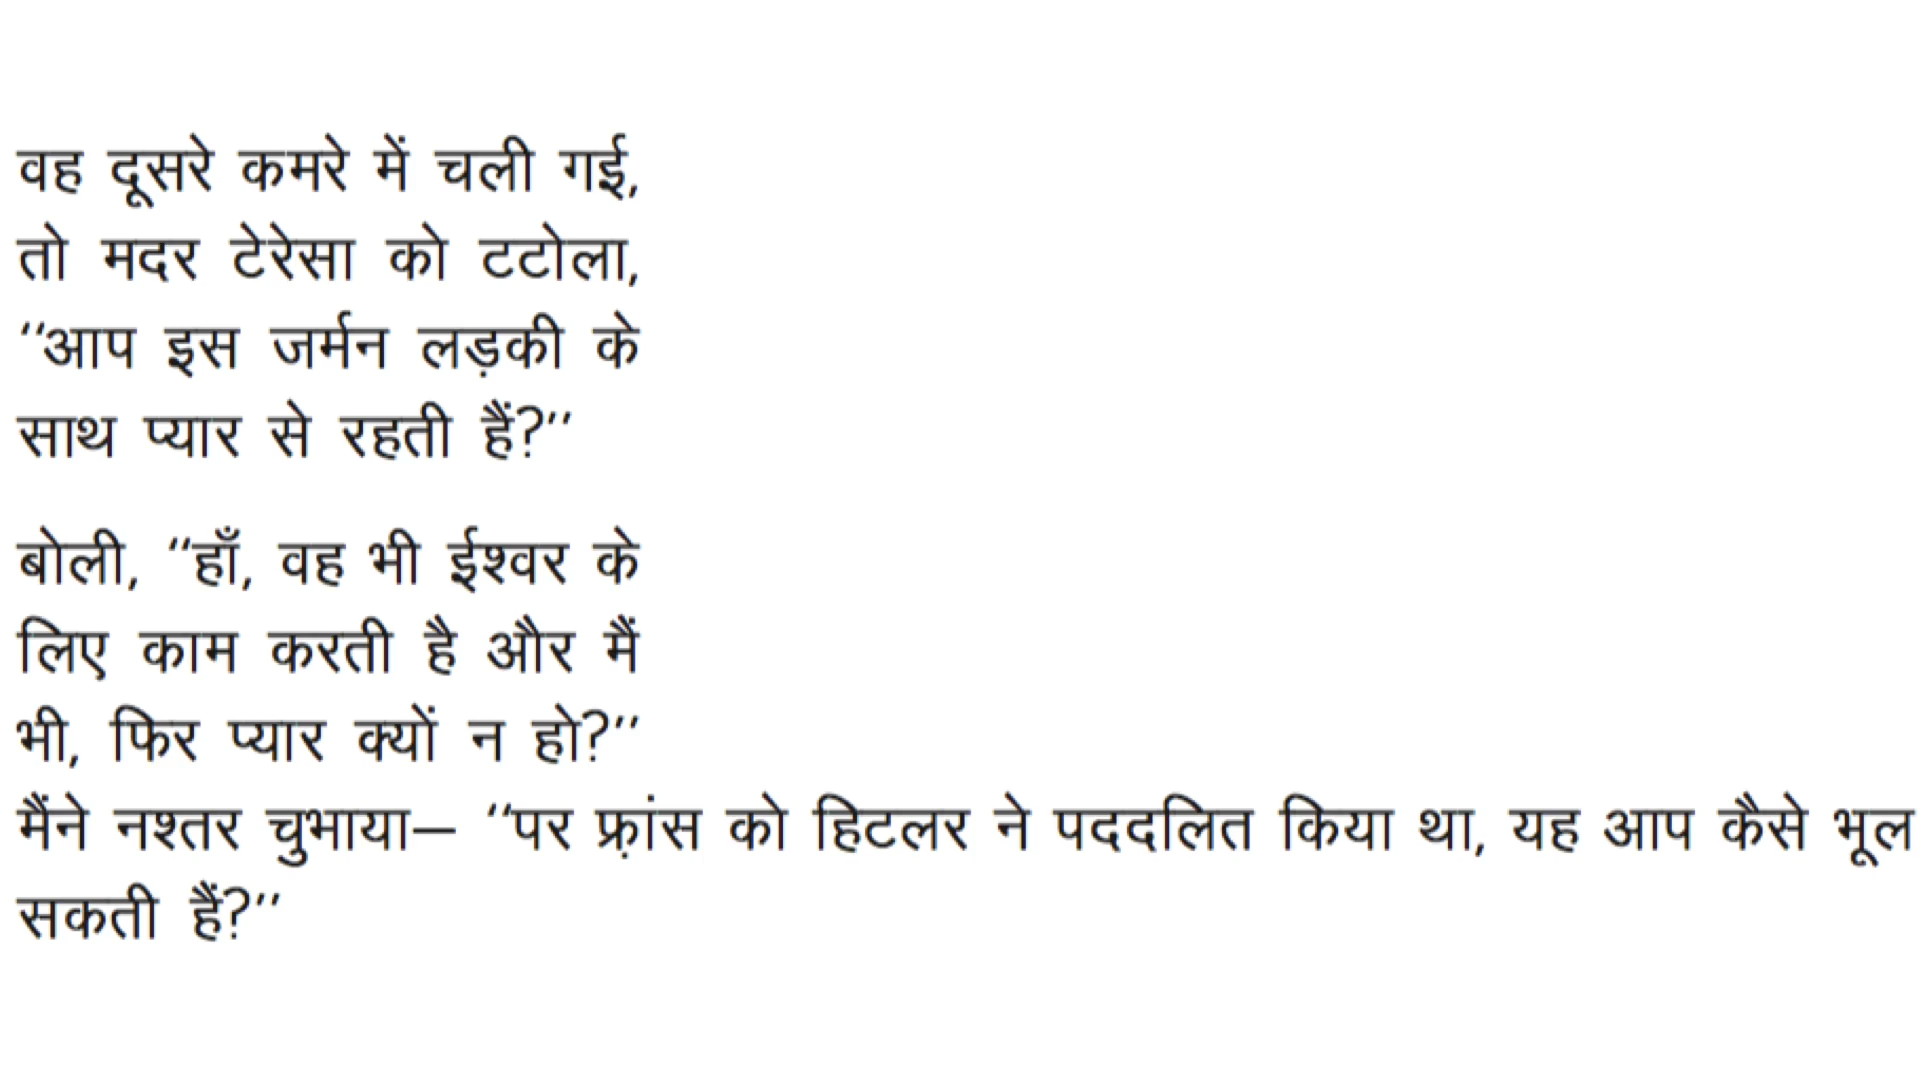 वह दूसरे कमरे में चली गई,
तो मदर टेरेसा को टटोला,
‘‘आप इस जर्मन लड़की के
साथ प्यार से रहती हैं?’’
बोली, ‘‘हाँ, वह भी ईश्वर के
लिए काम करती है और मैं
भी, फिर प्यार क्यों न हो?’’
मैंने नश्तर चुभाया— ‘‘पर फ़्रांस को हिटलर ने पददलित किया था, यह आप कैसे भूल
सकती हैं?’’